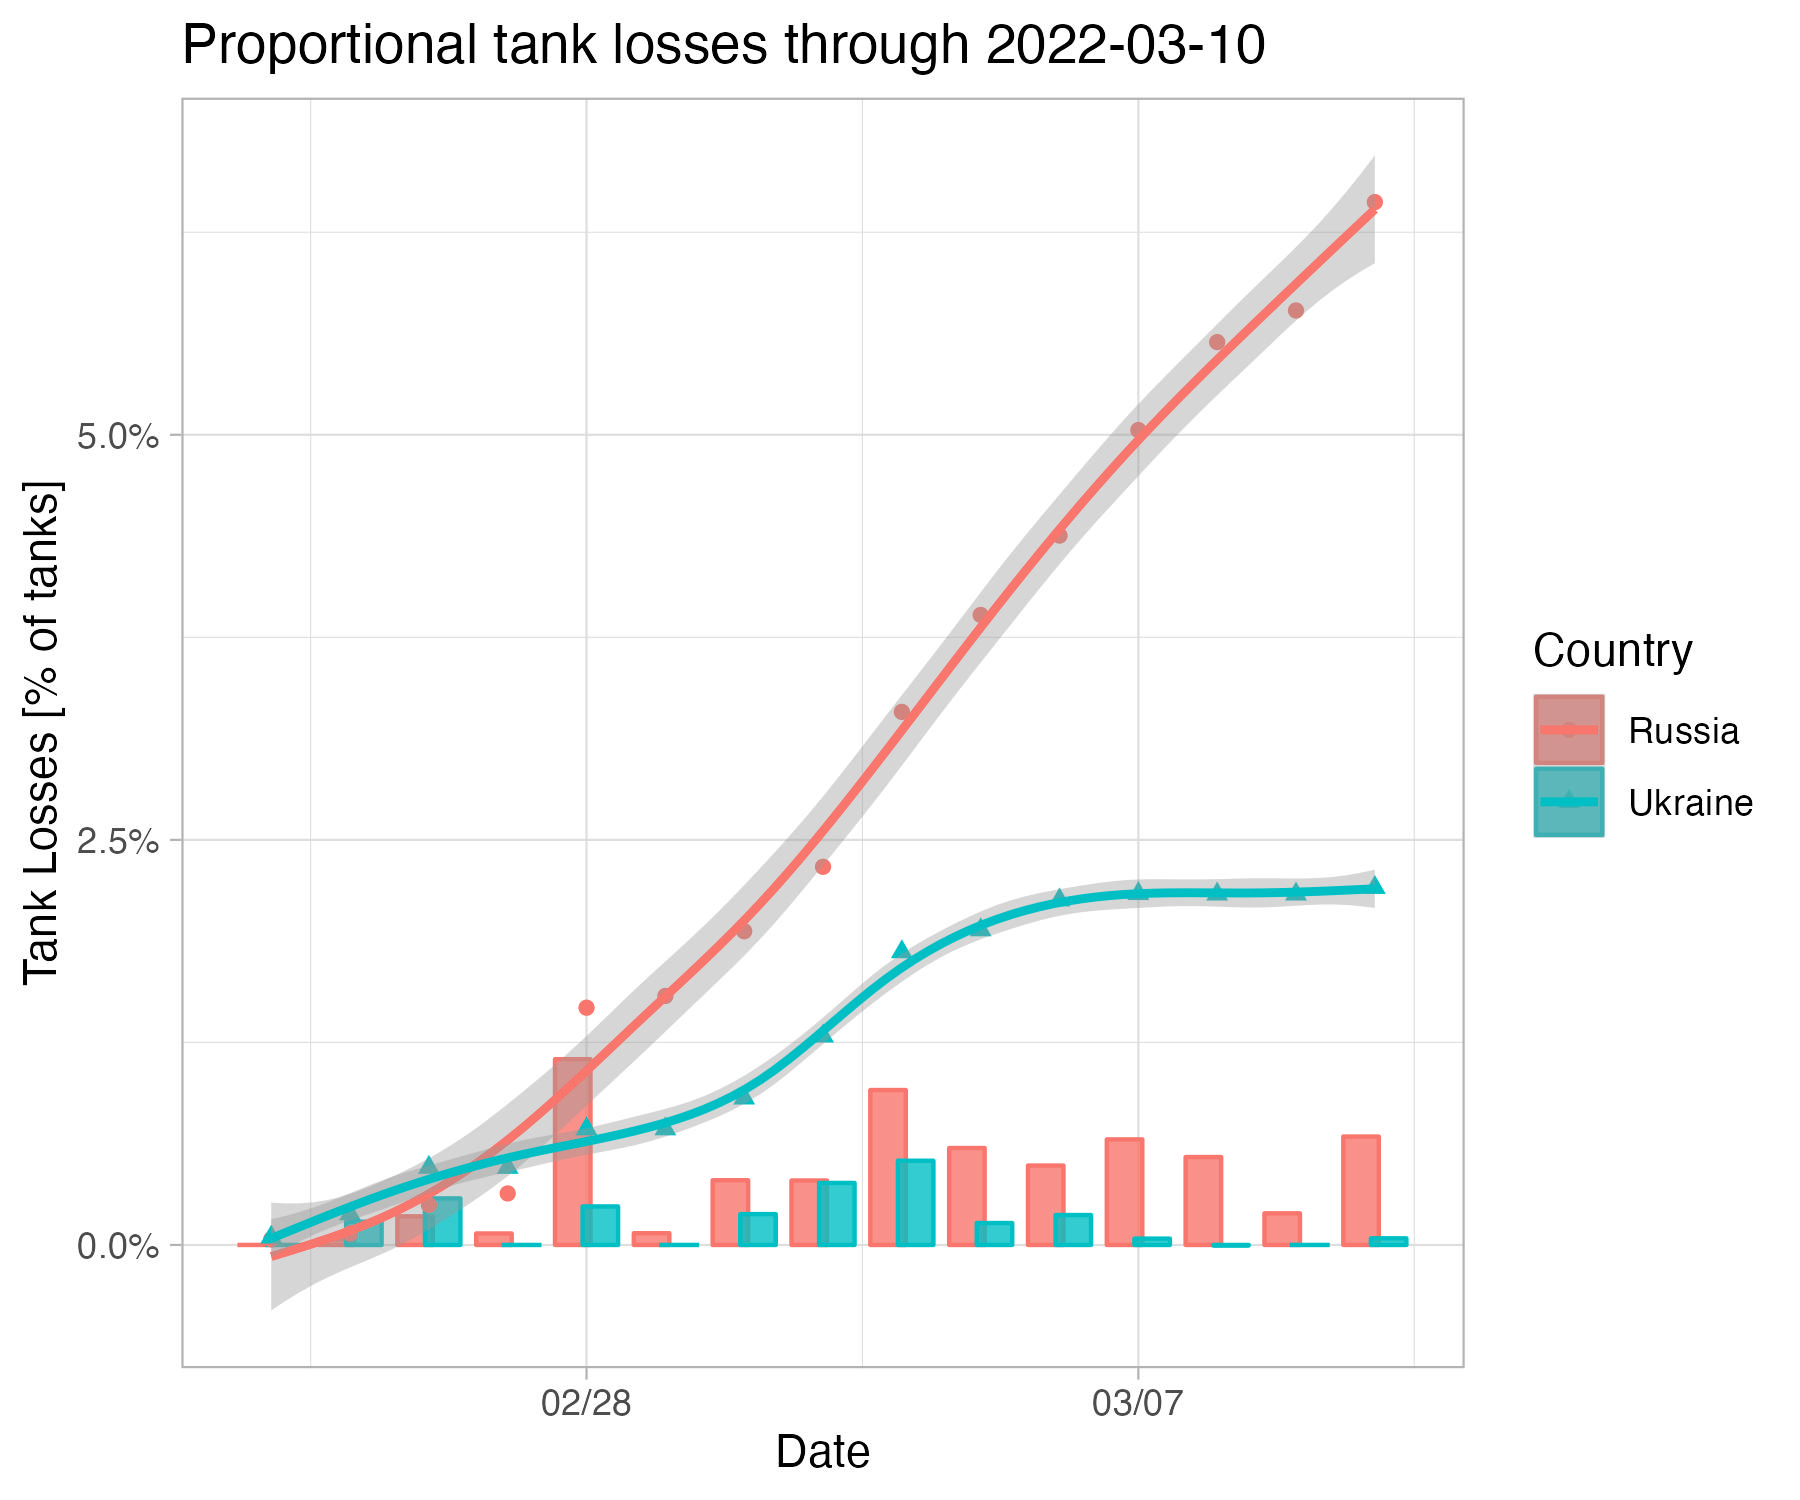 Proportional tank losses through 2022-03-10
Tank Losses [% of tanks]
5.0%
2.5%
0.0%
02/28
03/07
Date
Country
Russia
Ukraine